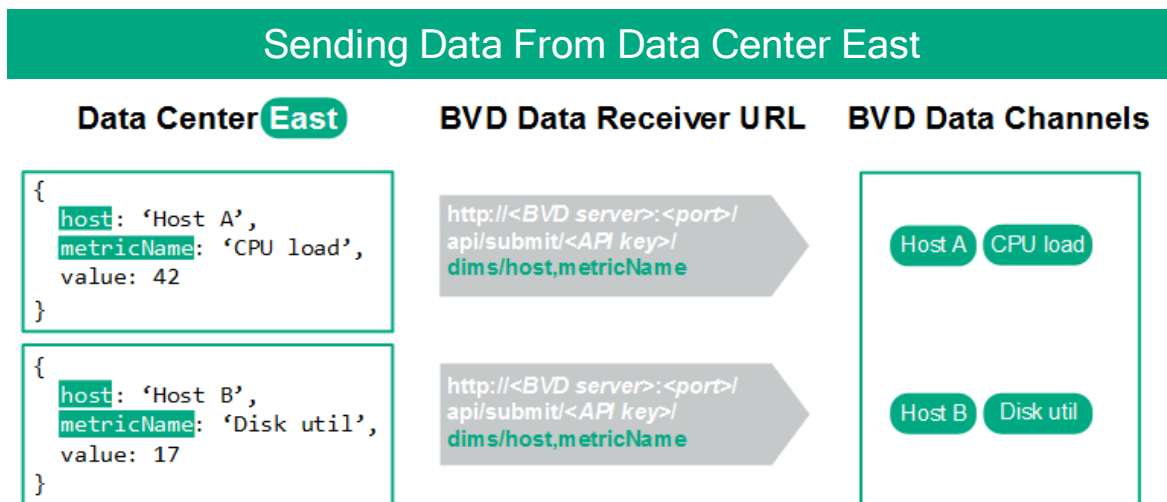 Sending Data From Data Center East
Data Center East
BVD Data Receiver URL
BVD Data Channels
{
host: ‘Host A’,
metricName: ‘CPU load’,
value: 42
}
http://<BVD server>:<port>/
api/submit/<API key>/
dims/host,metricName
Host A CPU load
{
host: ‘Host B’,
metricName: ‘Disk util’,
value: 17
}
http://<BVD server>:<port>/
api/submit/<API key>/
dims/host,metricName
Host B Disk util